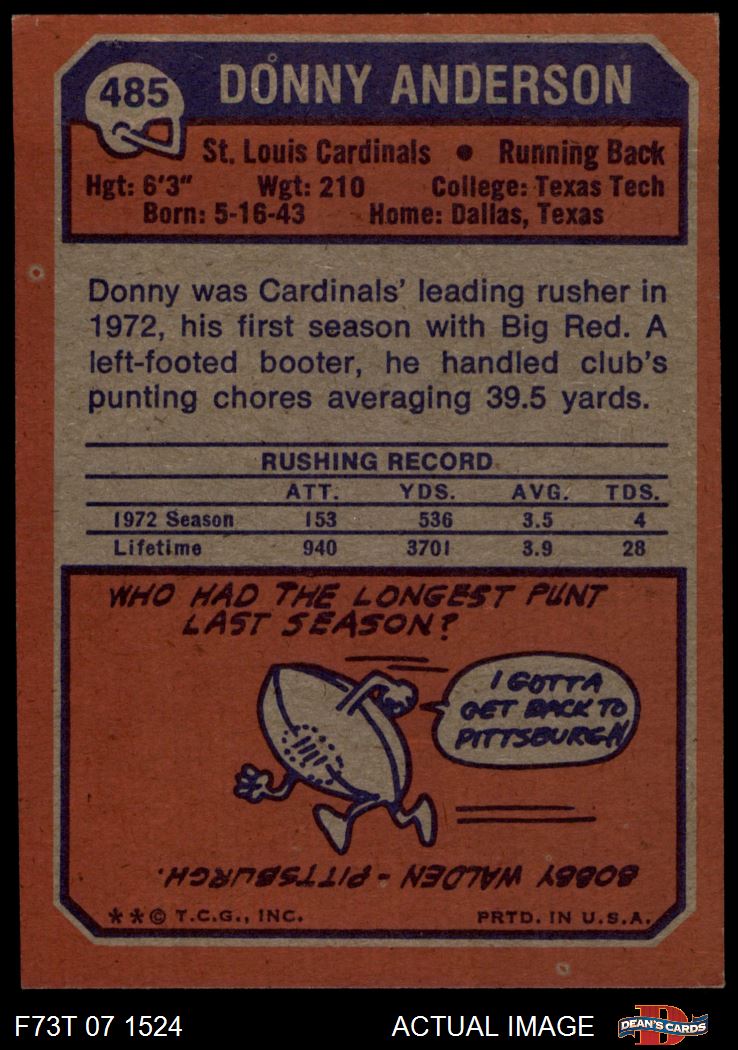 485 DONNY ANDERSON
St. Louis Cardinals • Running Back
Hgt: 6'3" Wgt: 210 College: Texas Tech
Born: 5-16-43 Home: Dallas, Texas
Donny was Cardinals' leading rusher in
1972, his first season with Big Red. A
left-footed booter, he handled club's
punting chores averaging 39.5 yards.
RUSHING RECORD
ATT. YDS. AVG. TDS.
1972 Season 153 536 3.5 4
Lifetime 940 3701 3.9 28
WHO HAD THE LONGEST PUNT
LAST SEASON?
I GOTTA
GET BACK TO
PITTSBURGH
BOBBY WALDEN - PITTSBURGH.
**© T.C.G., INC. PRTD. IN U.S.A.
F73T 07 1524 ACTUAL IMAGE
D
DEAN'S CARDS